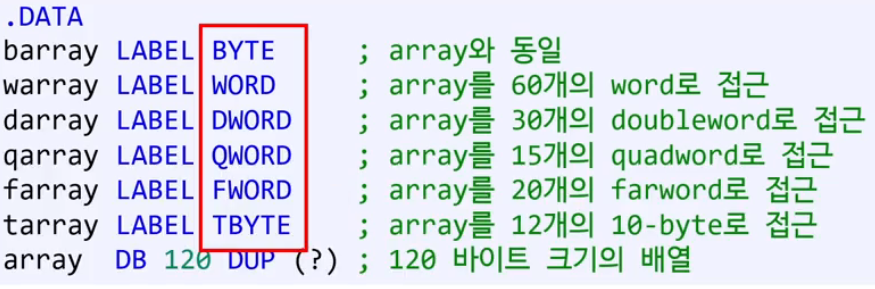 .DATA
barray LABEL BYTE ; array와 동일
warray LABEL WORD ; array를 60개의 word로 접근
darray LABEL DWORD ; array를 30개의 doubleword로 접근
qarray LABEL QWORD ; array를 15개의 quadword로 접근
farray LABEL FWORD ; array를 20개의 farword로 접근
tarray LABEL TBYTE ; array를 12개의 10-byte로 접근
array DB 120 DUP (?) ; 120 바이트 크기의 배열